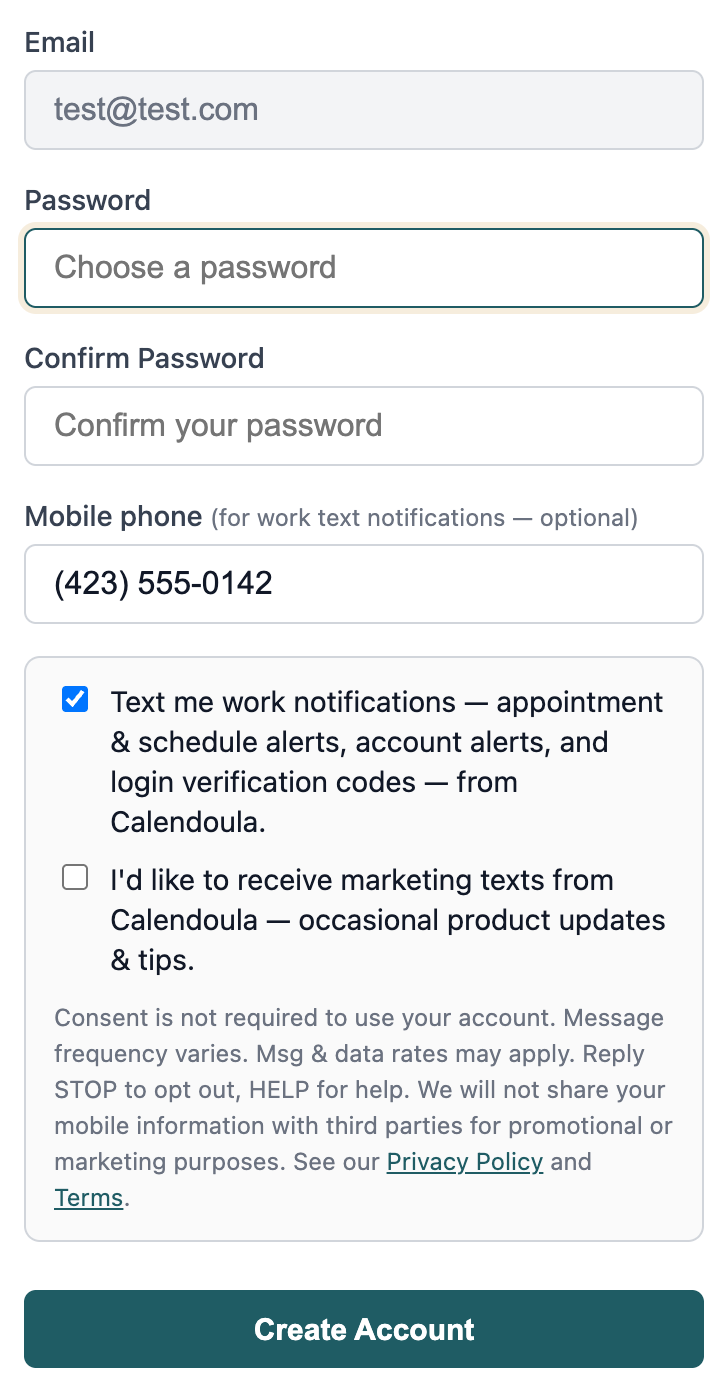 Email
test@test.com
Password
Choose a password
Confirm Password
Confirm your password
Mobile phone (for work text notifications — optional)
(423) 555-0142
Text me work notifications — appointment
& schedule alerts, account alerts, and
login verification codes — from
Calendoula.
I'd like to receive marketing texts from
Calendoula — occasional product updates
& tips.
Consent is not required to use your account. Message
frequency varies. Msg & data rates may apply. Reply
STOP to opt out, HELP for help. We will not share your
mobile information with third parties for promotional or
marketing purposes. See our Privacy Policy and
Terms.
Create Account